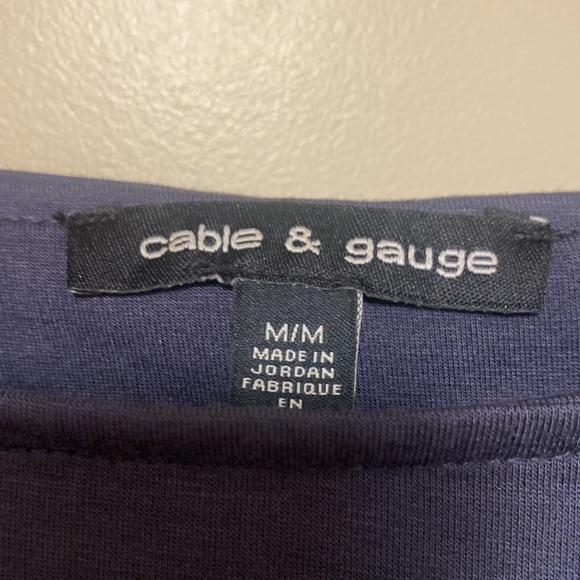 cable & gauge
M/M
MADE IN
JORDAN
FABRIQUE
EN